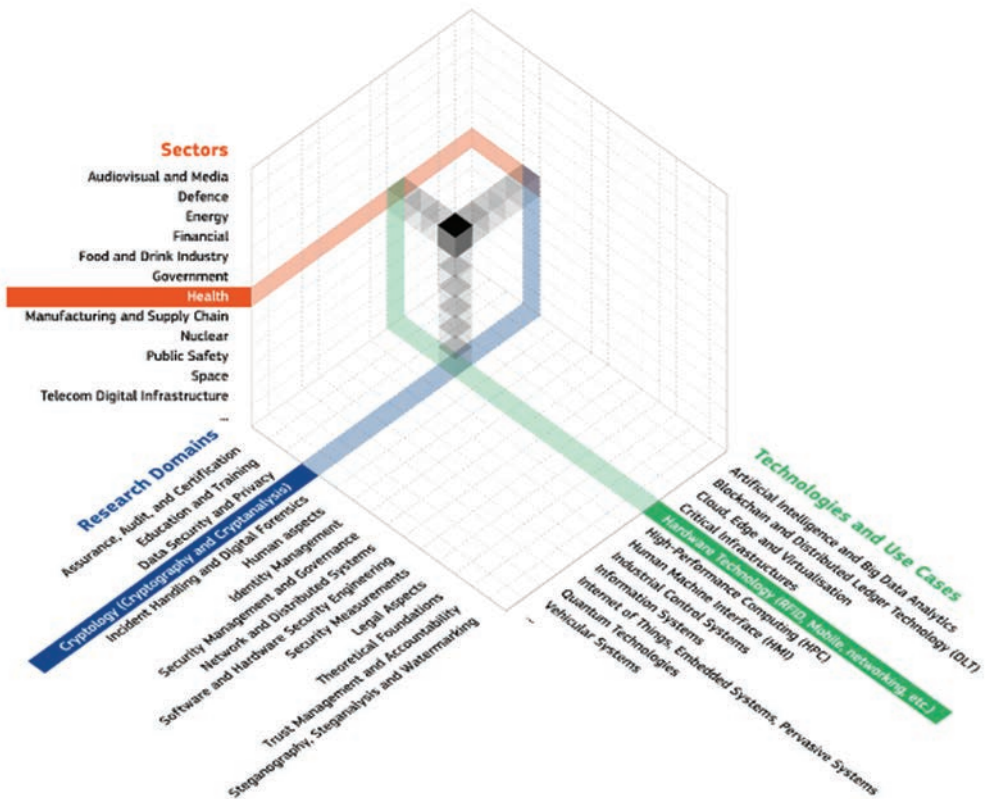 Sectors
Audiovisual and Media
Defence
Energy
Financial
Food and Drink Industry
Government
Health
Manufacturing and Supply Chain
Nuclear
Public Safety
Space
Telecom Digital Infrastructure
...
Research Domains
Assurance, Audit, and Certification
Education and Training
Data Security and Privacy
Cryptology (Cryptography and Cryptanalysis)
Incident Handling and Digital Forensics
Human aspects
Identity Management
Security Management and Governance
Network and Distributed Systems
Software and Hardware Security Engineering
Security Measurements
Legal Aspects
Theoretical Foundations
Trust Management and Accountability
Steganography, Steganalysis and Watermarking
Technologies and Use Cases
Artificial Intelligence and Big Data Analytics
Blockchain and Distributed Ledger Technology (DLT)
Cloud, Edge and Virtualisation
Critical Infrastructures
Hardware Technology (RFID, Mobile, networking, etc.)
High-Performance Computing (HPC)
Human Machine Interface (HMI)
Industrial Control Systems
Information Systems
Internet of Things, Embedded Systems, Pervasive Systems
Quantum Technologies
Vehicular Systems
...